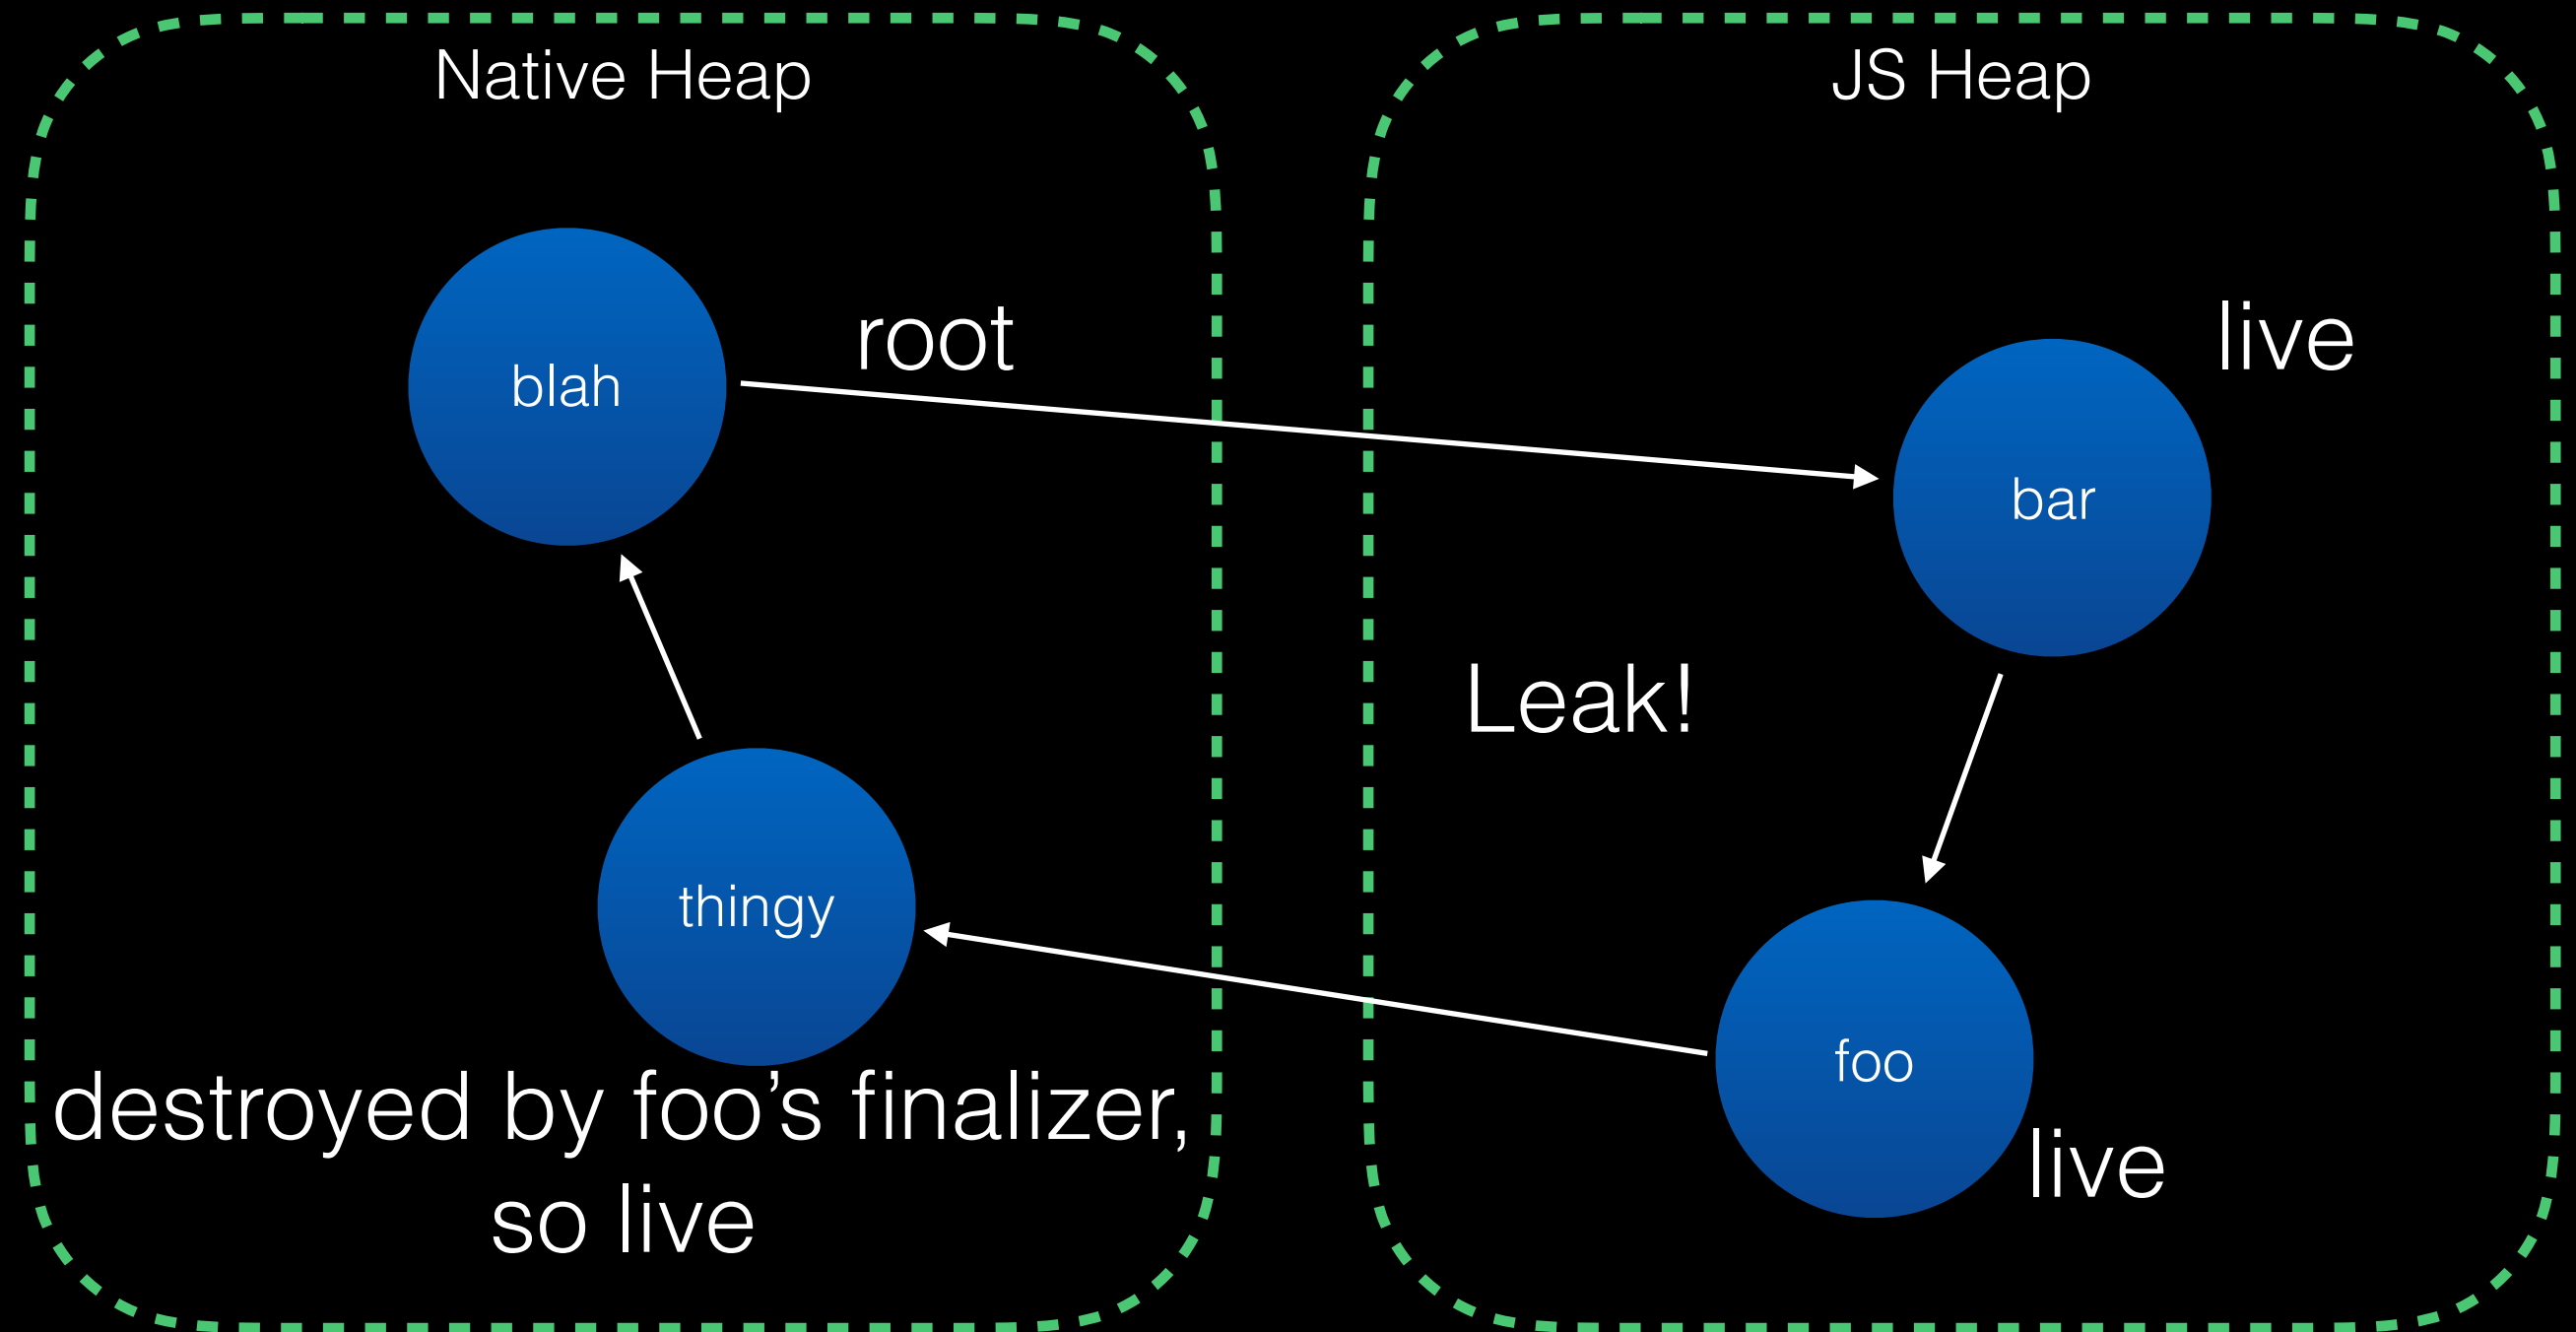 Native Heap
JS Heap
root
live
blah
bar
Leak!
thingy
foo
destroyed by foo’s finalizer,
so live
live